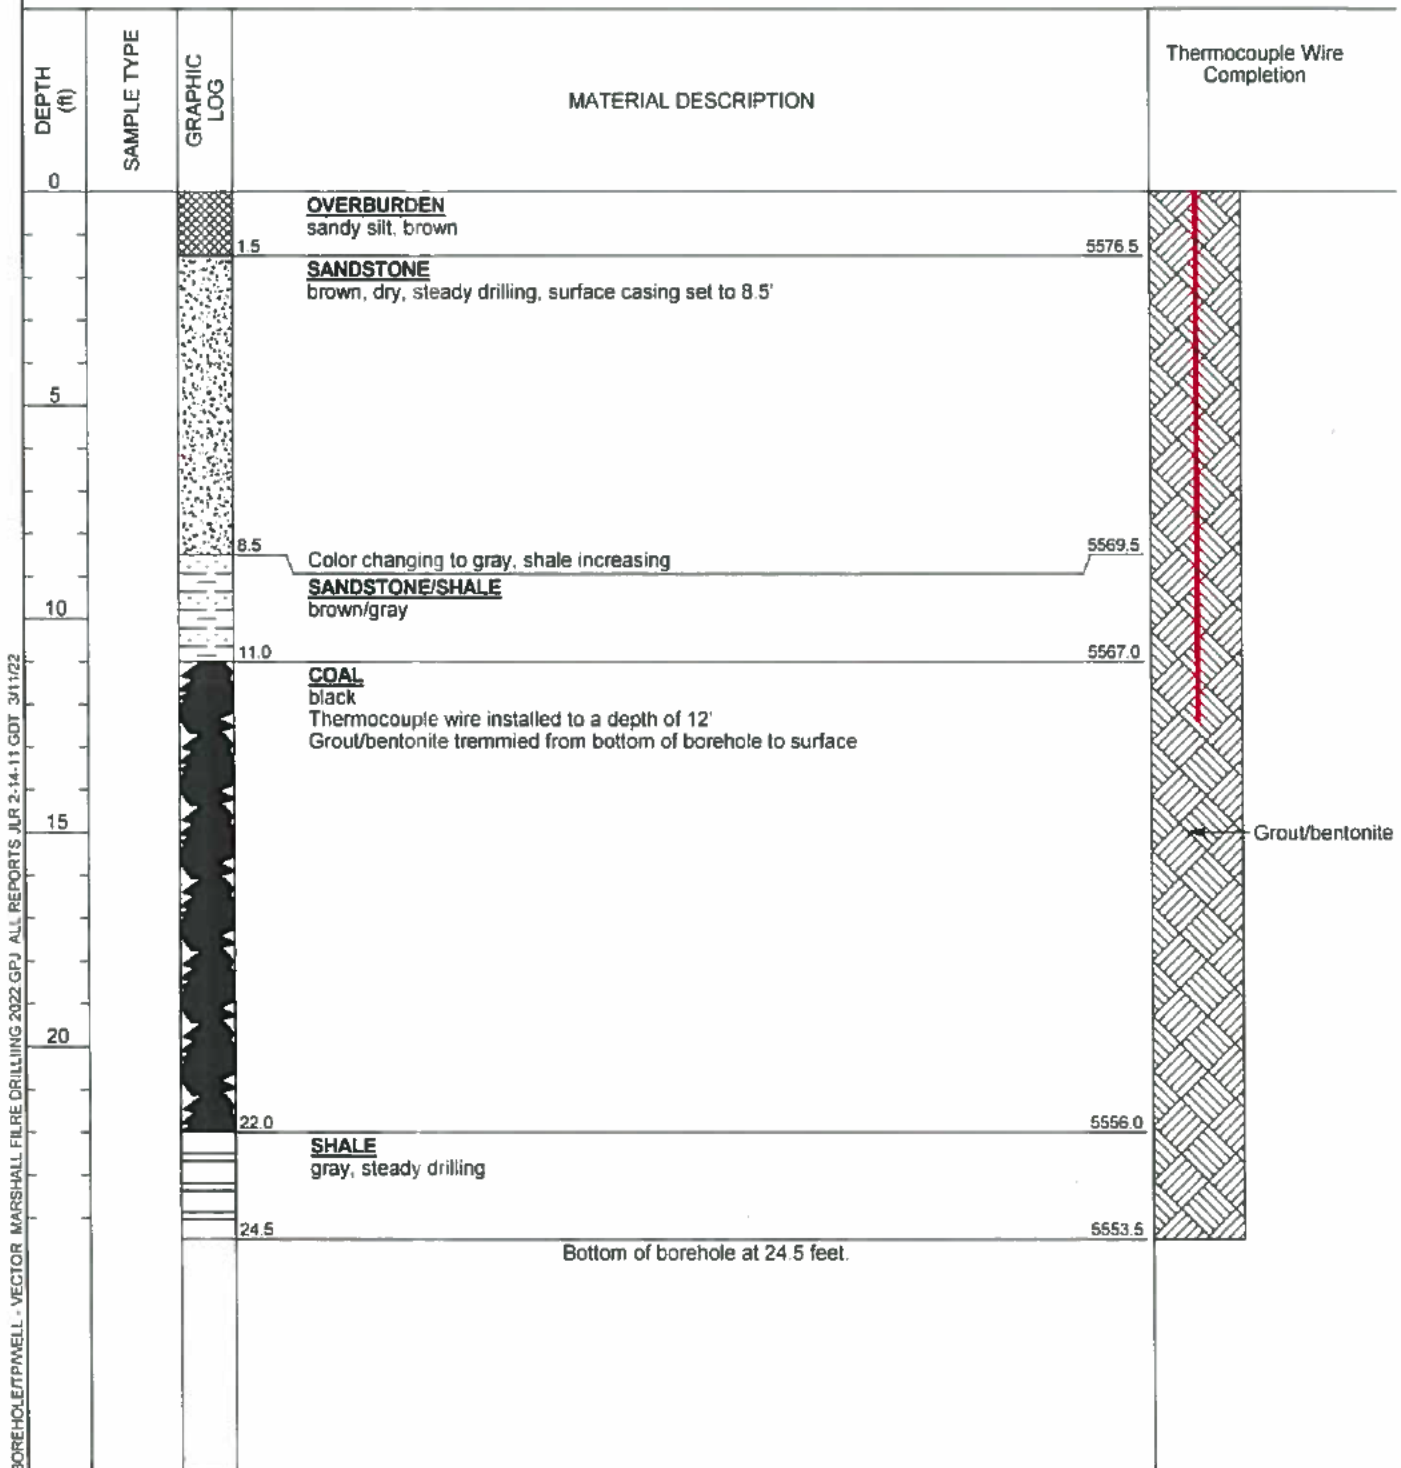 DEPTH
(ft)
SAMPLE TYPE
GRAPHIC
LOG
MATERIAL DESCRIPTION
Thermocouple Wire
Completion
0
OVERBURDEN
sandy silt, brown
1.5 5576.5
SANDSTONE
brown, dry, steady drilling, surface casing set to 8.5'
5
8.5 5569.5
Color changing to gray, shale increasing
SANDSTONE/SHALE
brown/gray
10
11.0 5567.0
COAL
black
Thermocouple wire installed to a depth of 12'
Grout/bentonite tremmied from bottom of borehole to surface
15
Grout/bentonite
20
22.0 5556.0
SHALE
gray, steady drilling
24.5 5553.5
Bottom of borehole at 24.5 feet.
BOREHOLE/TP/WELL - VECTOR MARSHALL FILRE DRILLIING 2022.GPJ ALL REPORTS JLR 2-14-11.GDT 3/11/22